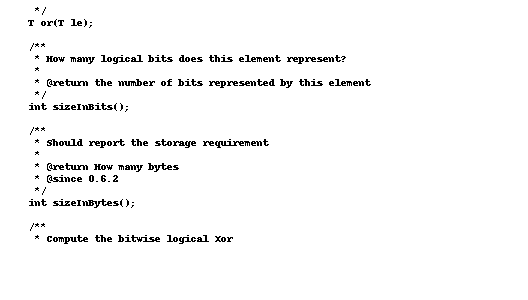 */
T or(T le);

/**
 * How many logical bits does this element represent?
 *
 * @return the number of bits represented by this element
 */
int sizeInBits();

/**
 * Should report the storage requirement
 *
 * @return How many bytes
 * @since 0.6.2
 */
int sizeInBytes();

/**
 * Compute the bitwise logical Xor